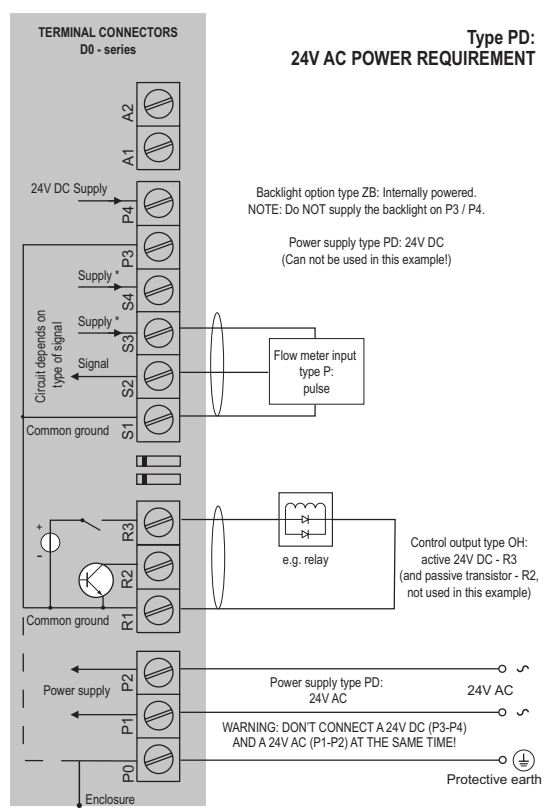 TERMINAL CONNECTORS
D0 - series
Type PD:
24V AC POWER REQUIREMENT
A2
A1
24V DC Supply
P4
Backlight option type ZB: Internally powered.
NOTE: Do NOT supply the backlight on P3 / P4.
P3
Power supply type PD: 24V DC
(Can not be used in this example!)
Supply *
S4
Supply *
S3
Circuit depends on
type of signal
Signal
S2
Flow meter input
type P:
pulse
Common ground
S1
+
-
R3
e.g. relay
R2
Control output type OH:
active 24V DC - R3
(and passive transistor - R2,
not used in this example)
Common ground
R1
Power supply
P2
Power supply type PD:
24V AC
24V AC
P1
WARNING: DON'T CONNECT A 24V DC (P3-P4)
AND A 24V AC (P1-P2) AT THE SAME TIME!
P0
Protective earth
Enclosure